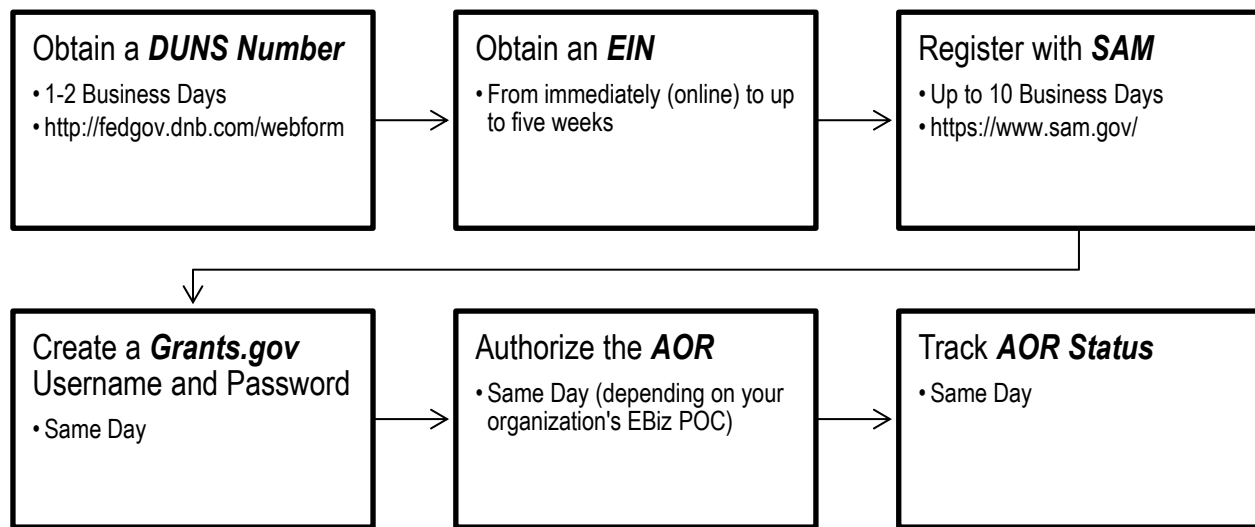 Obtain a DUNS Number
• 1-2 Business Days
• http://fedgov.dnb.com/webform
Obtain an EIN
• From immediately (online) to up
to five weeks
Register with SAM
• Up to 10 Business Days
• https://www.sam.gov/
Create a Grants.gov
Username and Password
• Same Day
Authorize the AOR
• Same Day (depending on your
organization's EBiz POC)
Track AOR Status
• Same Day